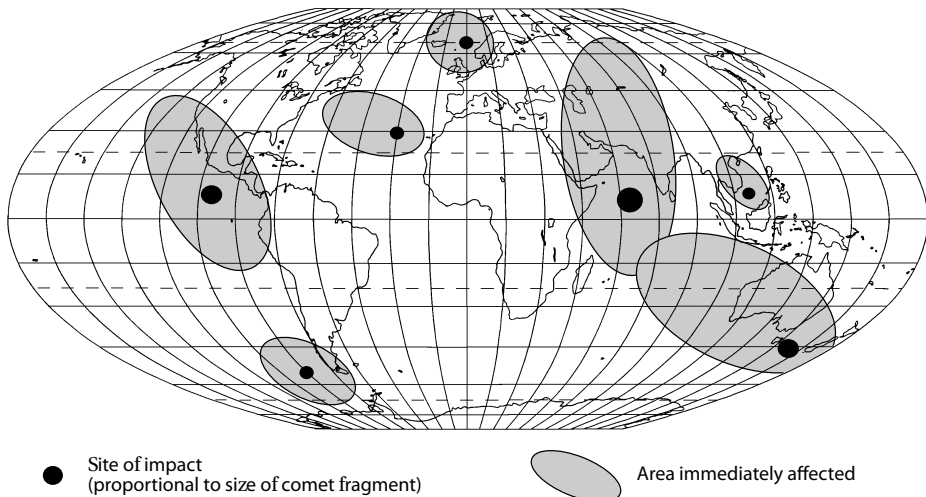 Site of impact
(proportional to size of comet fragment)
Area immediately affected